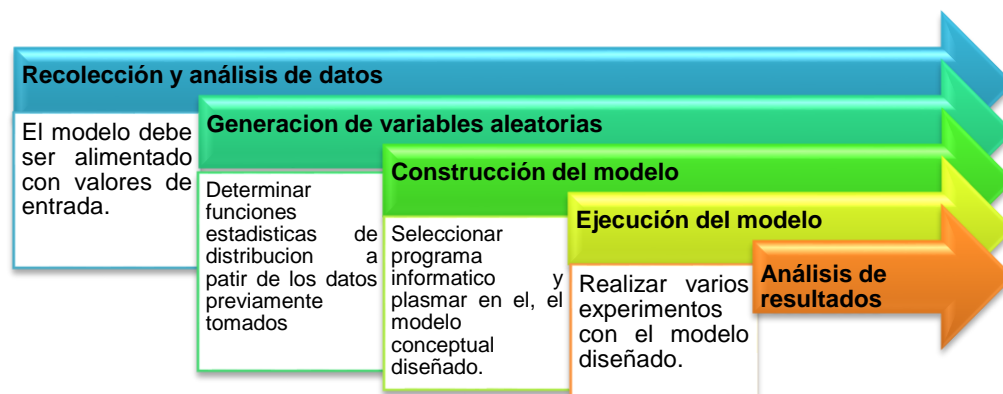 Recolección y análisis de datos
El modelo debe
ser alimentado
con valores de
entrada.
Generacion de variables aleatorias
Determinar
funciones
estadisticas de
distribucion a
patir de los datos
previamente
tomados
Construcción del modelo
Seleccionar
programa
informatico y
plasmar en el, el
modelo
conceptual
diseñado.
Ejecución del modelo
Realizar varios
experimentos
con el modelo
diseñado.
Análisis de
resultados